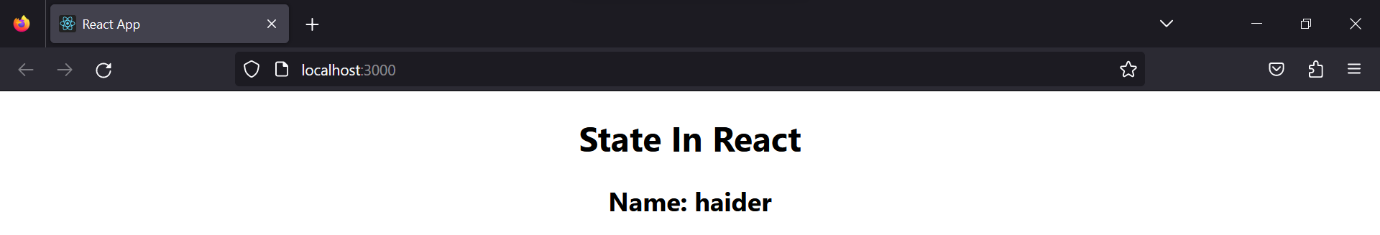 React App
localhost:3000
State In React
Name: haider